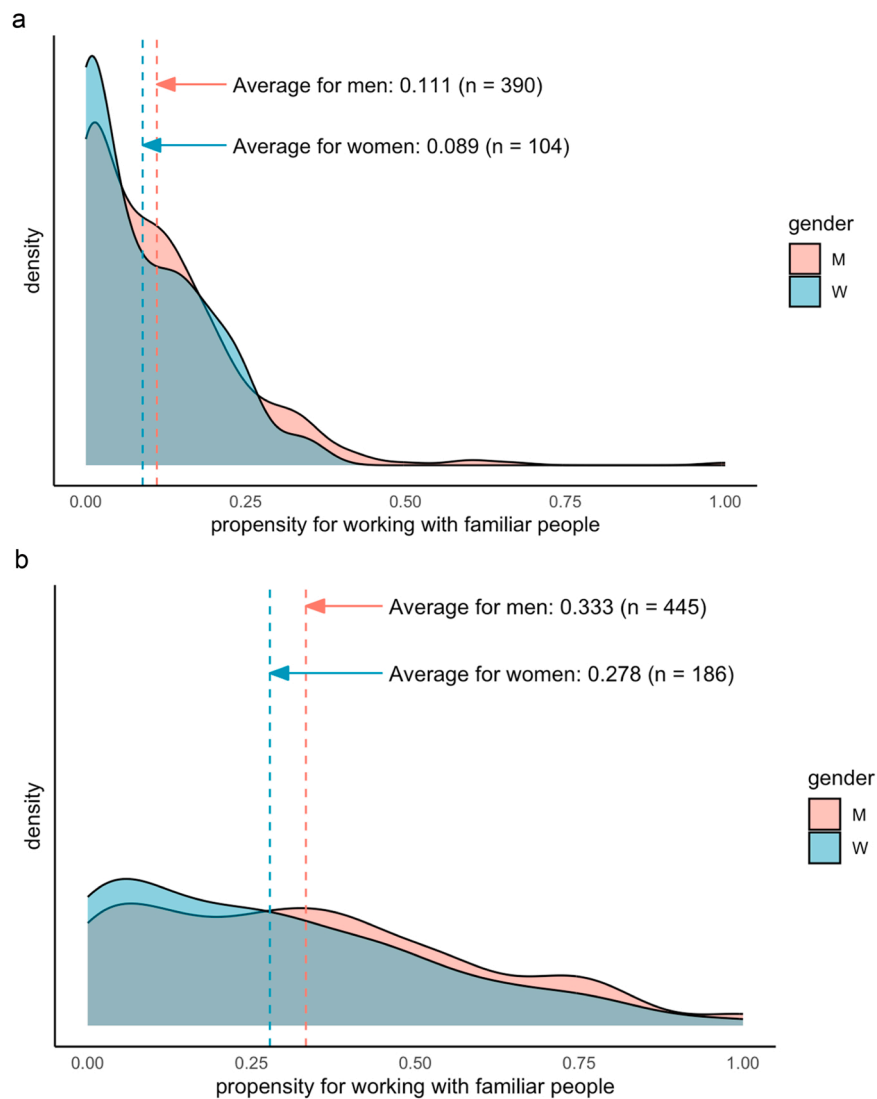 a
Average for men: 0.111 (n = 390)
Average for women: 0.089 (n = 104)
density
gender
M
W
0.00 0.25 0.50 0.75 1.00
propensity for working with familiar people
b
Average for men: 0.333 (n = 445)
Average for women: 0.278 (n = 186)
density
gender
M
W
0.00 0.25 0.50 0.75 1.00
propensity for working with familiar people